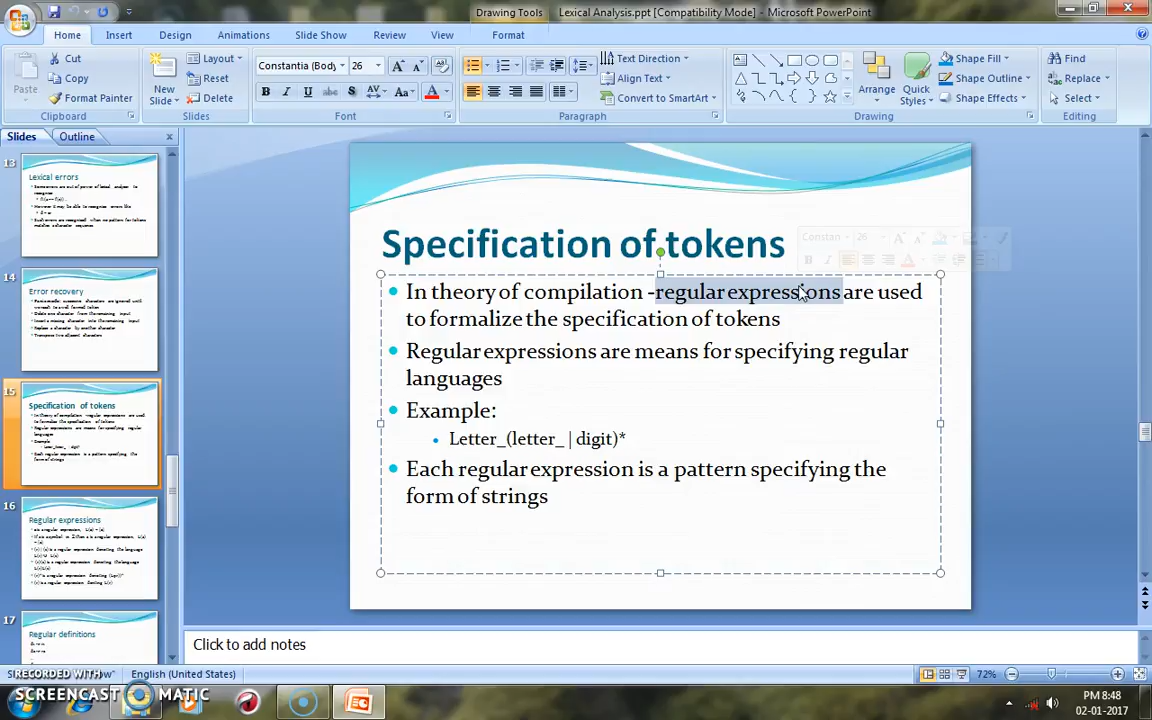 Drawing Tools
Lexical Analysis.ppt [Compatibility Mode] - Microsoft PowerPoint
Home Insert Design Animations Slide Show Review View Format
Cut
Copy
Format Painter
Paste
Clipboard
New
Slide
Layout
Reset
Delete
Slides
Constantia (Body 26
B I U abc S AV Aa A
Font
Text Direction
Align Text
Convert to SmartArt
Paragraph
Arrange
Quick
Styles
Shape Fill
Shape Outline
Shape Effects
Drawing
Find
Replace
Select
Editing
Slides Outline
13
Lexical errors
14
Error recovery
15
Specification of tokens
16
Regular expressions
17
Regular definitions
Constan 26
B I
Specification of tokens
In theory of compilation -regular expressions are used
to formalize the specification of tokens
Regular expressions are means for specifying regular
languages
Example:
Letter_(letter_ | digit)*
Each regular expression is a pattern specifying the
form of strings
Click to add notes
English (United States)
72%
RECORDED WITH
SCREENCAST MATIC
PM 8:48
02-01-2017